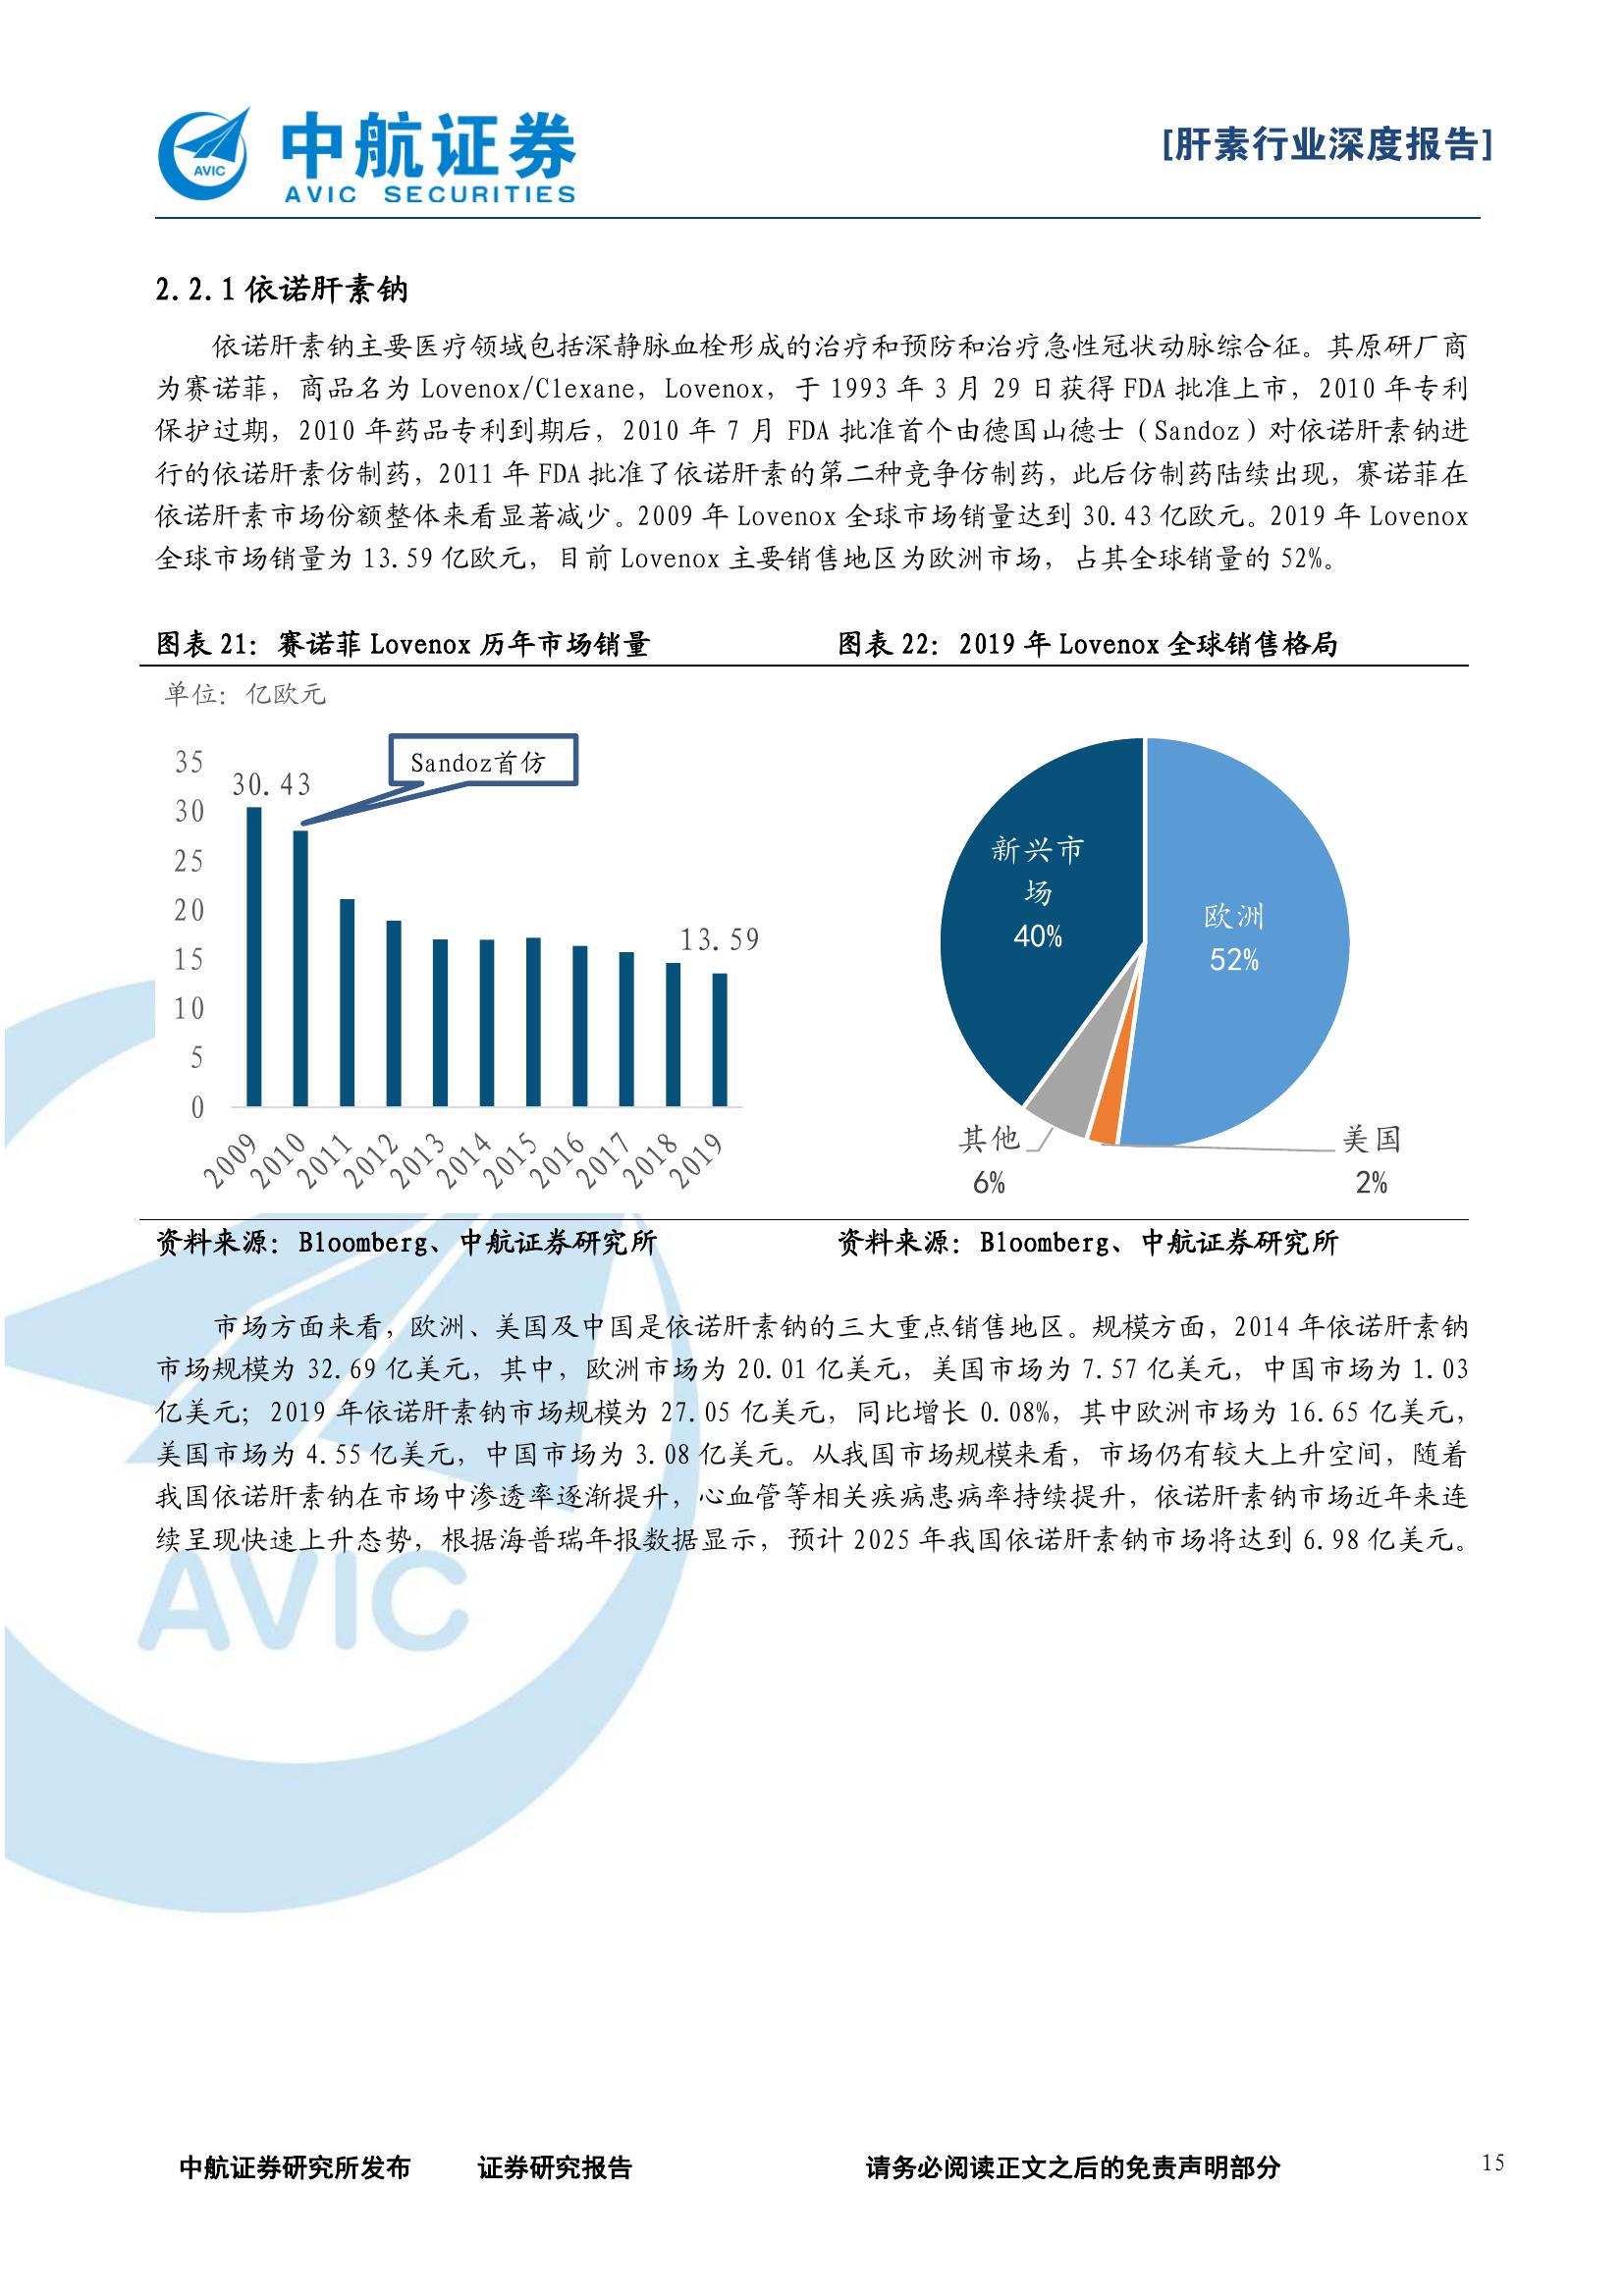 中航证券
AVIC SECURITIES
AVIC
[肝素行业深度报告]
2.2.1 依诺肝素钠
依诺肝素钠主要医疗领域包括深静脉血栓形成的治疗和预防和治疗急性冠状动脉综合征。其原研厂商
为赛诺菲，商品名为 Lovenox/Clexane，Lovenox，于 1993 年 3 月 29 日获得 FDA 批准上市，2010 年专利
保护过期，2010 年药品专利到期后，2010 年 7 月 FDA 批准首个由德国山德士（Sandoz）对依诺肝素钠进
行的依诺肝素仿制药，2011 年 FDA 批准了依诺肝素的第二种竞争仿制药，此后仿制药陆续出现，赛诺菲在
依诺肝素市场份额整体来看显著减少。2009 年 Lovenox 全球市场销量达到 30.43 亿欧元。2019 年 Lovenox
全球市场销量为 13.59 亿欧元，目前 Lovenox 主要销售地区为欧洲市场，占其全球销量的 52%。
图表 21：赛诺菲 Lovenox 历年市场销量
单位：亿欧元
Sandoz首仿
35
30
25
20
15
10
5
0
30.43
13.59
2009
2010
2011
2012
2013
2014
2015
2016
2017
2018
2019
资料来源：Bloomberg、中航证券研究所
图表 22：2019 年 Lovenox 全球销售格局
新兴市
场
40%
欧洲
52%
其他
6%
美国
2%
资料来源：Bloomberg、中航证券研究所
市场方面来看，欧洲、美国及中国是依诺肝素钠的三大重点销售地区。规模方面，2014 年依诺肝素钠
市场规模为 32.69 亿美元，其中，欧洲市场为 20.01 亿美元，美国市场为 7.57 亿美元，中国市场为 1.03
亿美元；2019 年依诺肝素钠市场规模为 27.05 亿美元，同比增长 0.08%，其中欧洲市场为 16.65 亿美元，
美国市场为 4.55 亿美元，中国市场为 3.08 亿美元。从我国市场规模来看，市场仍有较大上升空间，随着
我国依诺肝素钠在市场中渗透率逐渐提升，心血管等相关疾病患病率持续提升，依诺肝素钠市场近年来连
续呈现快速上升态势，根据海普瑞年报数据显示，预计 2025 年我国依诺肝素钠市场将达到 6.98 亿美元。
AVIC
中航证券研究所发布 证券研究报告 请务必阅读正文之后的免责声明部分 15